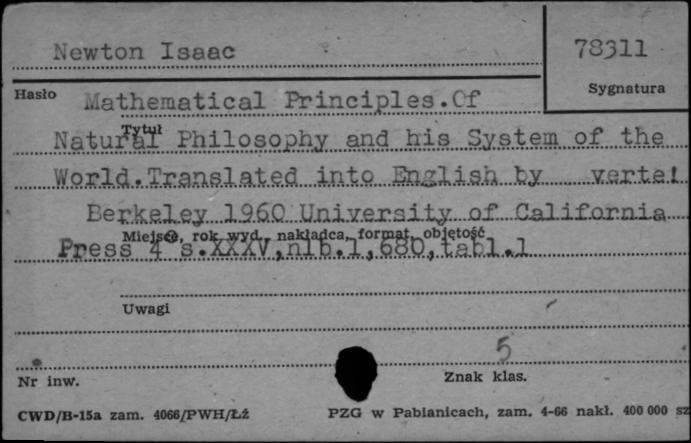 Newton Isaac
78311
Sygnatura
Hasło
Mathematical Principles.Of
Tytuł
Natural Philosophy and his System of the
World.Translated into English by verte!
Berkeley 1960 University of California
Miejsce, rok wyd., nakładca, format, objętość
Press 4° s.XXXV,nlb.1,680,tabl.1
Uwagi
5
Nr inw.
Znak klas.
CWD/B-15a zam. 4066/PWH/Łż
PZG w Pabianicach, zam. 4-66 nakł. 400 000 sz